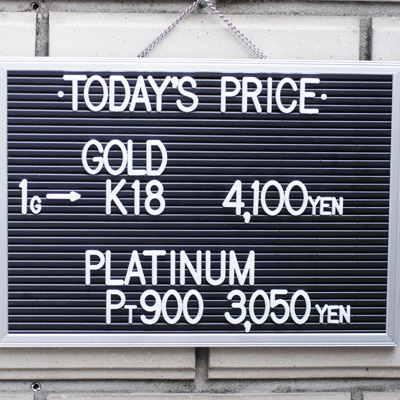 ·TODAY'S PRICE·
GOLD
1G→ K18 4,100YEN
PLATINUM
PT900 3,050YEN